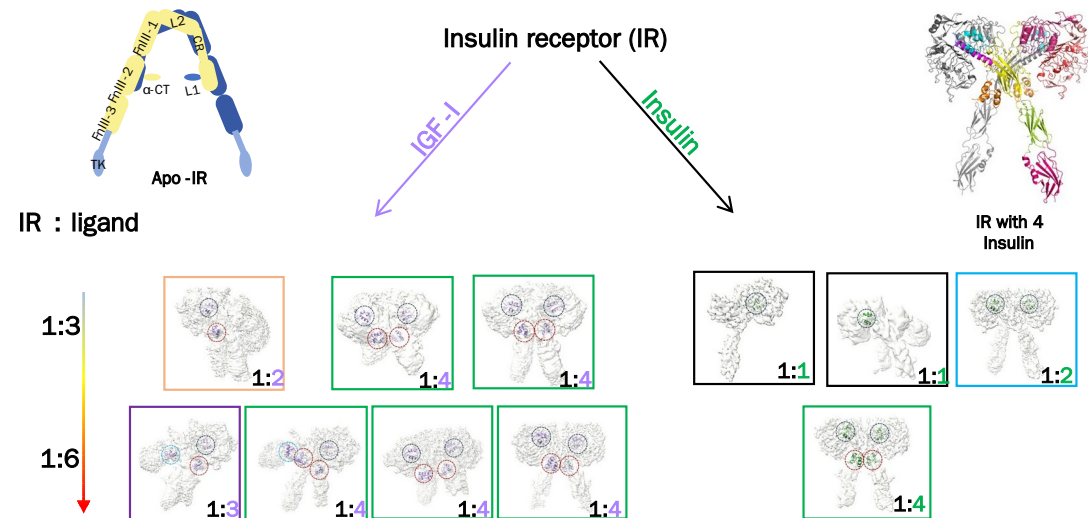 Insulin receptor (IR)
FnIII-1
L2
CR
FnIII-2
α-CT
L1
FnIII-3
TK
Apo -IR
IGF-I
Insulin
IR with 4
Insulin
IR : ligand
1:3
1:2
1:4
1:4
1:1
1:1
1:2
1:6
1:3
1:4
1:4
1:4
1:4